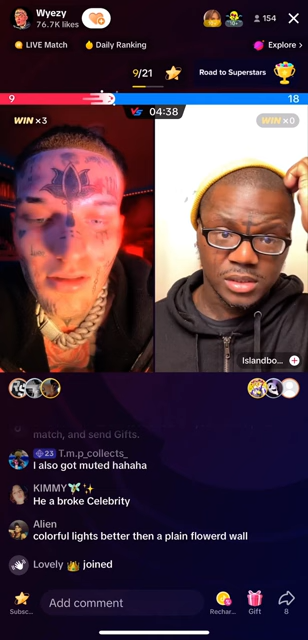 Wyezy
76.7K likes
154
LIVE Match
Daily Ranking
Explore >
9/21
Road to Superstars
9
18
WIN ×3
VS 04:38
WIN ×0
Islandbo...
match, and send Gifts.
23 T.m.p_collects_
I also got muted hahaha
KIMMY
He a broke Celebrity
Alien
colorful lights better then a plain flowerd wall
Lovely joined
Subsc...
Add comment
Rechar...
Gift
8